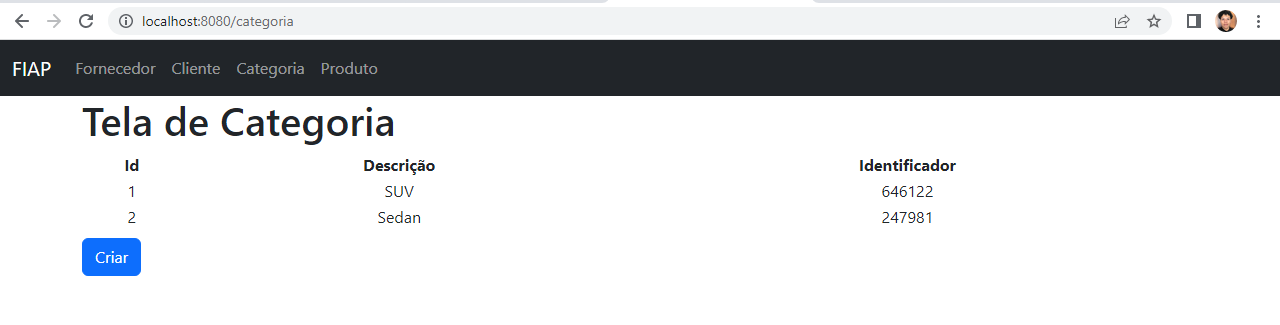 localhost:8080/categoria
FIAP Fornecedor Cliente Categoria Produto
Tela de Categoria
Id Descrição Identificador
1 SUV 646122
2 Sedan 247981
Criar